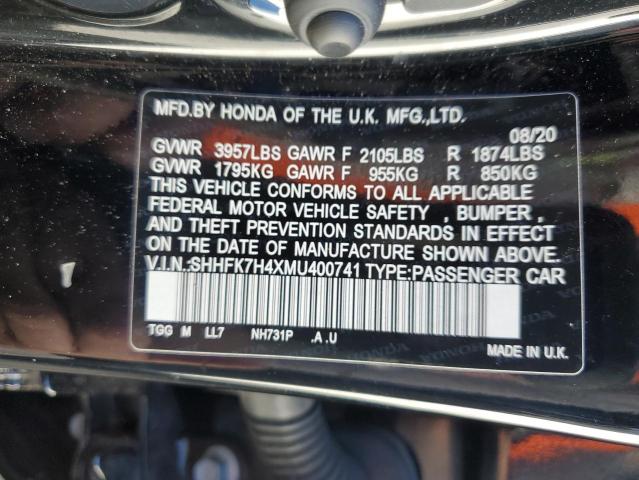 MFD.BY HONDA OF THE U.K. MFG.,LTD.
08/20
GVWR 3957LBS GAWR F 2105LBS R 1874LBS
GVWR 1795KG GAWR F 955KG R 850KG
THIS VEHICLE CONFORMS TO ALL APPLICABLE
FEDERAL MOTOR VEHICLE SAFETY , BUMPER ,
AND THEFT PREVENTION STANDARDS IN EFFECT
ON THE DATE OF MANUFACTURE SHOWN ABOVE.
V.I.N.:SHHFK7H4XMU400741 TYPE:PASSENGER CAR
TGG M LL7 NH731P .A .U
MADE IN U.K.